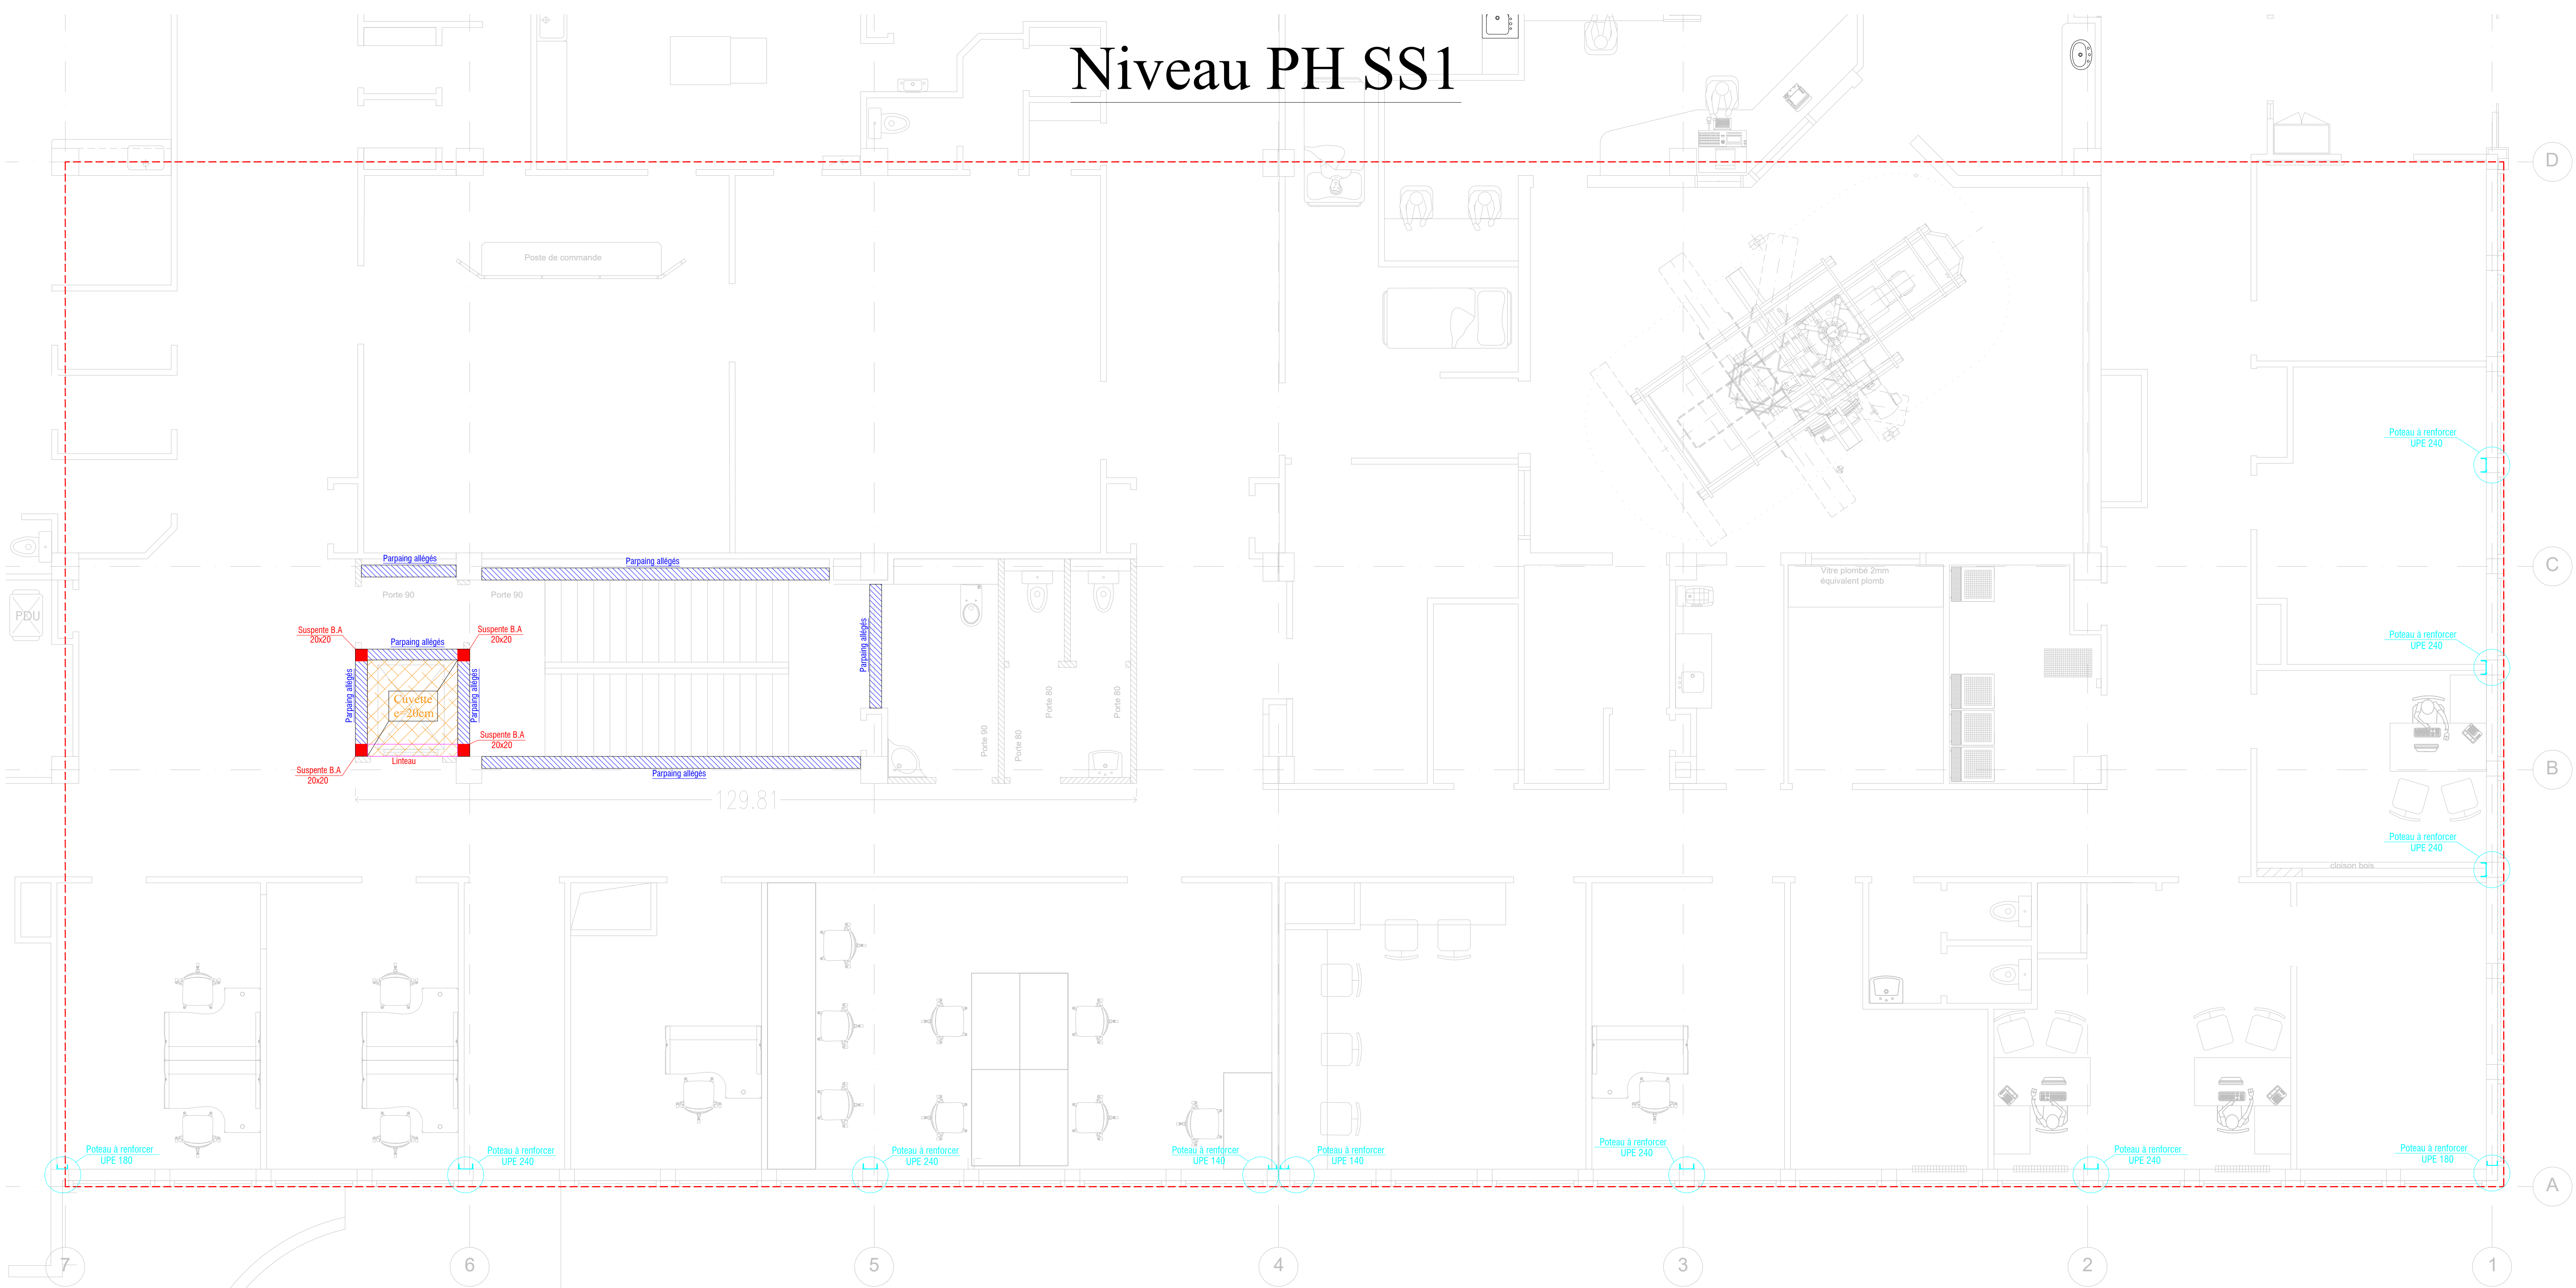 Niveau PH SS1
D
Poste de commande
Poteau à renforcer
UPE 240
Parpaing allégés
Parpaing allégés
C
Vitre plombé 2mm
équivalent plomb
Porte 90
Porte 90
PDU
Suspente B.A
20x20
Suspente B.A
20x20
Parpaing allégés
Parpaing allégés
Poteau à renforcer
UPE 240
Parpaing allégés
Cuvette
e=20cm
Parpaing allégés
Porte 80
Porte 80
Porte 90
Porte 80
Suspente B.A
20x20
Linteau
Suspente B.A
20x20
Parpaing allégés
B
129.81
Poteau à renforcer
UPE 240
cloison bois
Poteau à renforcer
UPE 180
Poteau à renforcer
UPE 240
Poteau à renforcer
UPE 240
Poteau à renforcer
UPE 140
Poteau à renforcer
UPE 140
Poteau à renforcer
UPE 240
Poteau à renforcer
UPE 240
Poteau à renforcer
UPE 180
A
7
6
5
4
3
2
1